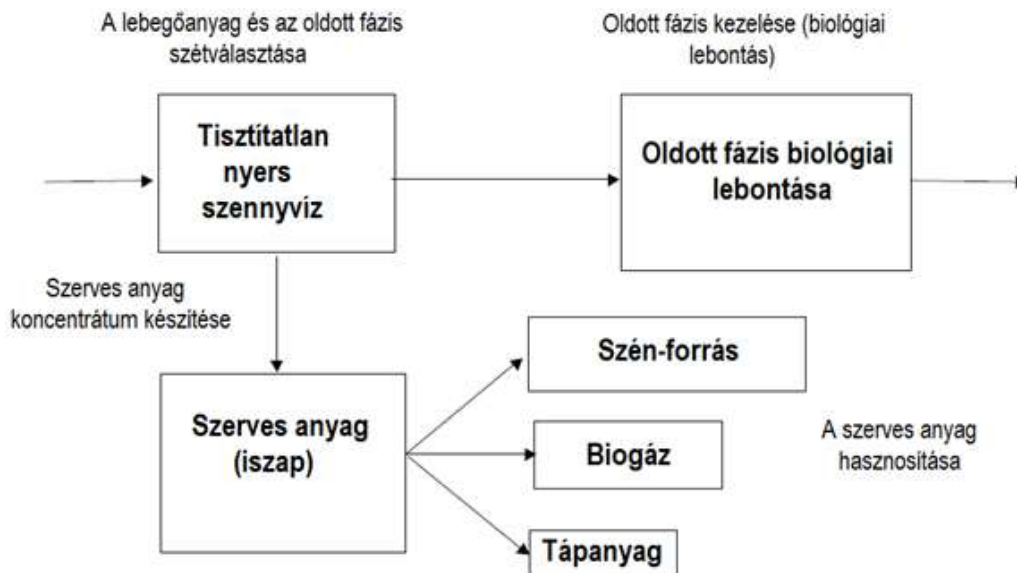 A lebegőanyag és az oldott fázis
szétválasztása
Oldott fázis kezelése (biológiai
lebontás)
Tisztítatlan
nyers
szennyvíz
Oldott fázis biológiai
lebontása
Szerves anyag
koncentrátum készítése
Szén-forrás
Szerves anyag
(iszap)
Biogáz
A szerves anyag
hasznosítása
Tápanyag